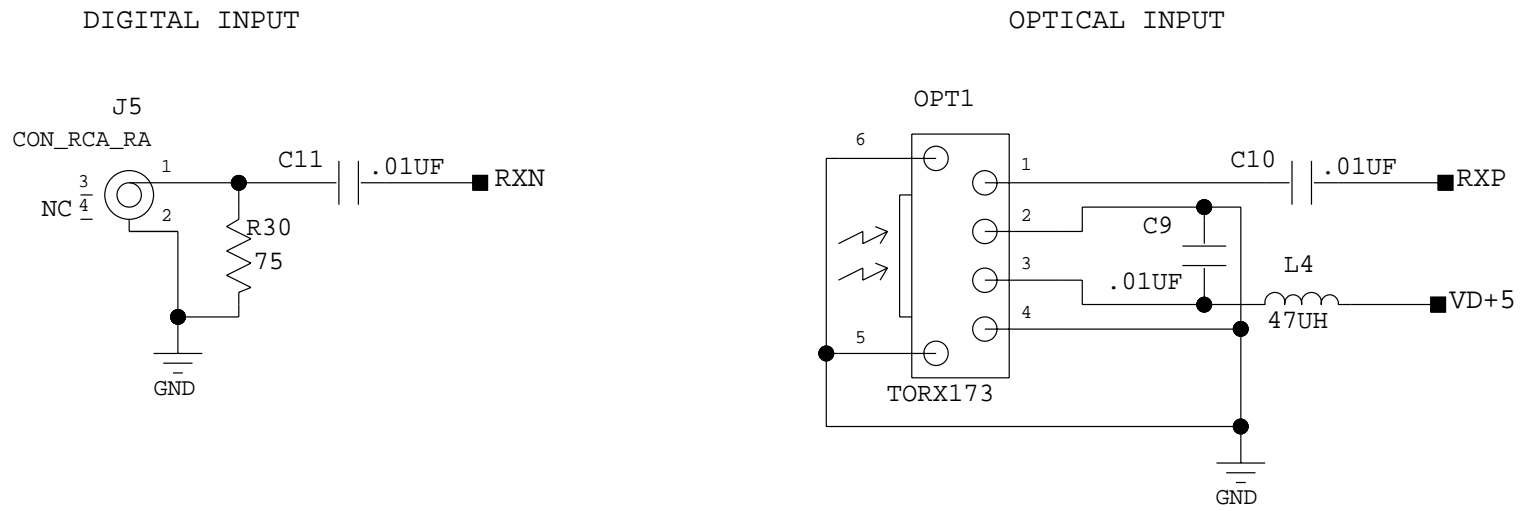 DIGITAL INPUT
J5
CON_RCA_RA
1
2
3
4
NC
R30
75
C11
.01UF
RXN
GND
OPTICAL INPUT
OPT1
6
5
1
2
3
4
TORX173
C10
.01UF
RXP
C9
.01UF
L4
47UH
VD+5
GND